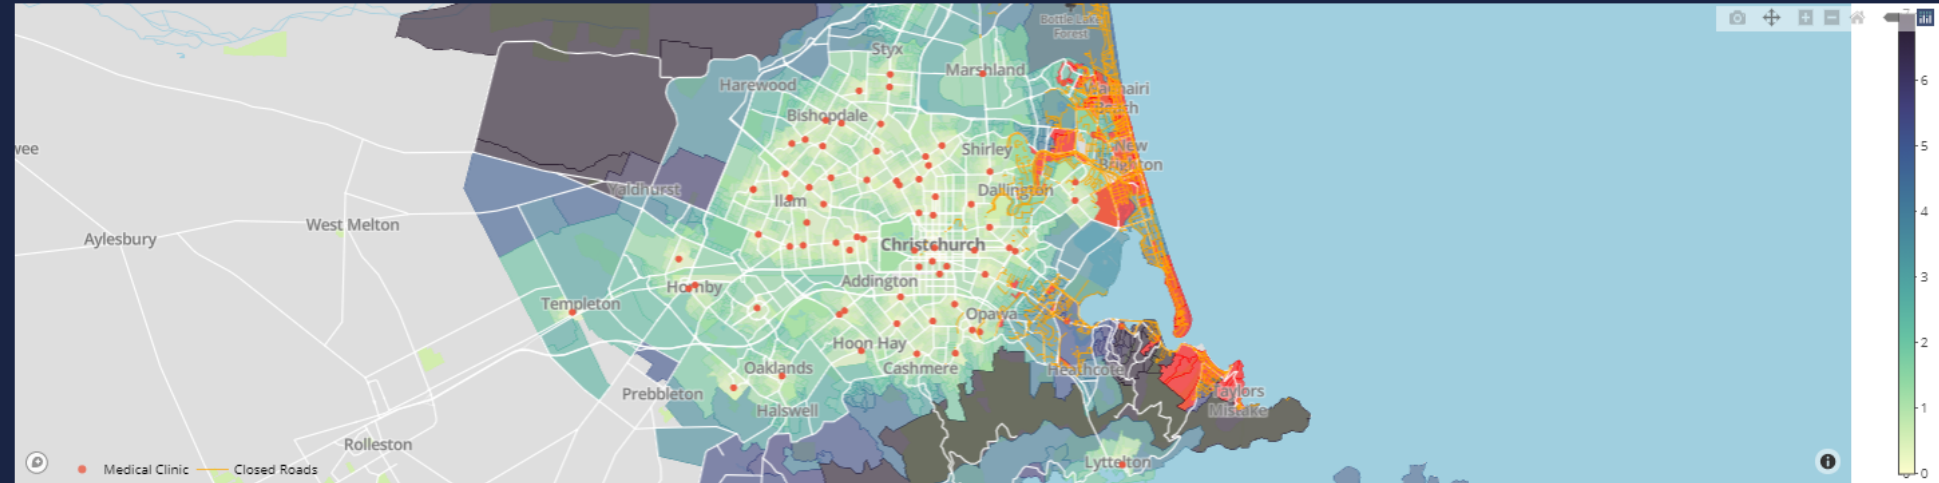 Bottle Lake
Forest
Styx
Marshland
Harewood
Waimairi
Beach
Bishopdale
wee
Shirley
New
Brighton
Yaldhurst
Dallington
Ilam
West Melton
Aylesbury
Christchurch
Addington
Hornby
Templeton
Opawa
Hoon Hay
Oaklands
Cashmere
Heathcote
Prebbleton
Taylors
Mistake
Halswell
Rolleston
Lyttelton
Medical Clinic
Closed Roads
7
6
5
4
3
2
1
0